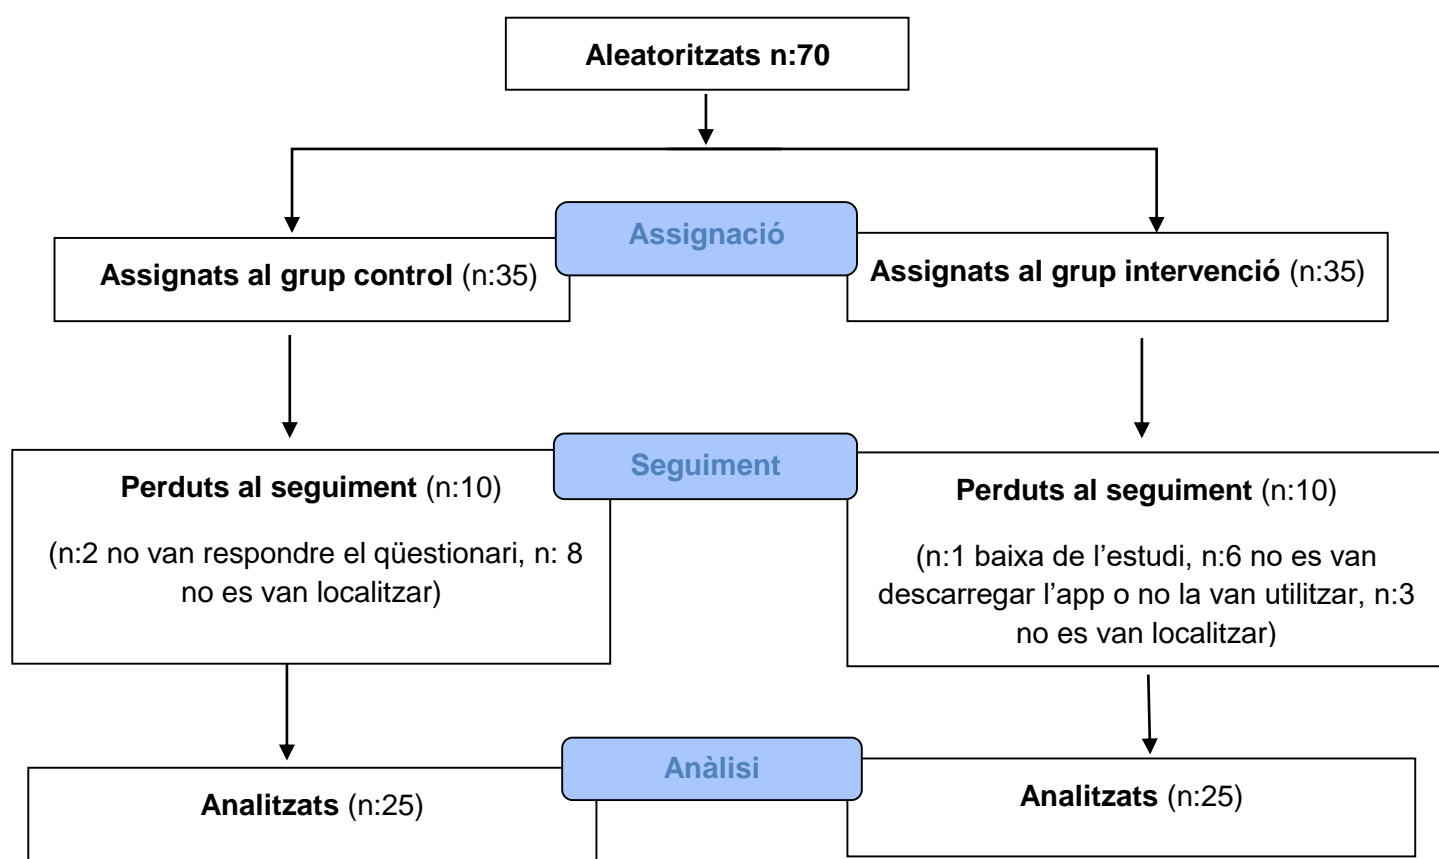 Aleatoritzats n:70
Assignació
Assignats al grup control (n:35)
Assignats al grup intervenció (n:35)
Seguiment
Perduts al seguiment (n:10)
(n:2 no van respondre el qüestionari, n: 8
no es van localitzar)
Perduts al seguiment (n:10)
(n:1 baixa de l’estudi, n:6 no es van
descarregar l’app o no la van utilitzar, n:3
no es van localitzar)
Anàlisi
Analitzats (n:25)
Analitzats (n:25)